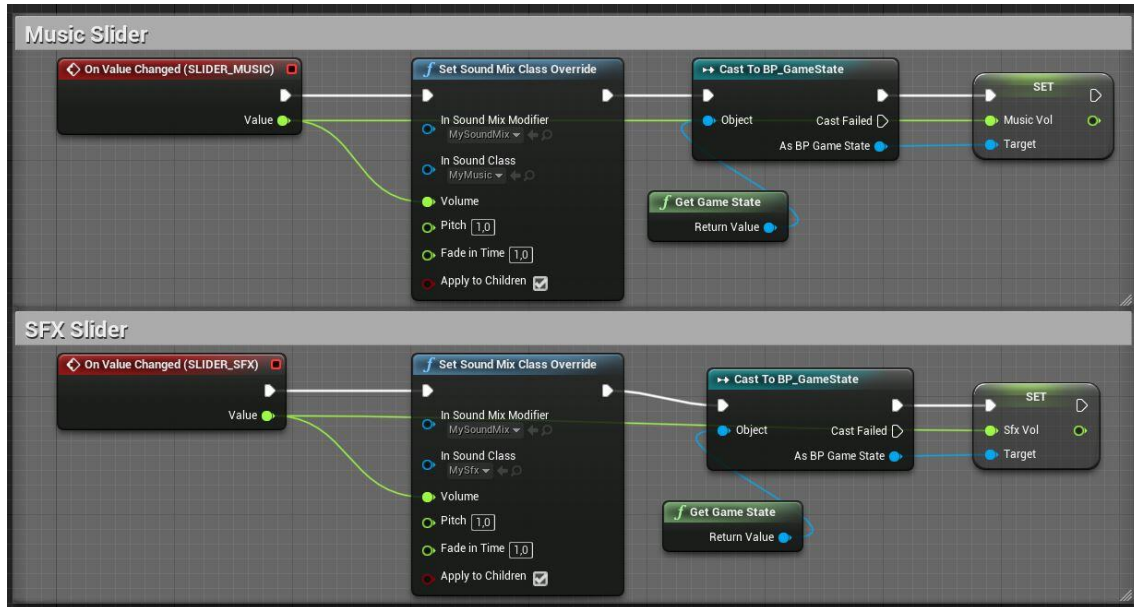 Music Slider
On Value Changed (SLIDER_MUSIC)
Value
f Set Sound Mix Class Override
In Sound Mix Modifier
MySoundMix
In Sound Class
MyMusic
Volume
Pitch 1,0
Fade in Time 1,0
Apply to Children
Cast To BP_GameState
Object Cast Failed
As BP Game State
f Get Game State
Return Value
SET
Music Vol
Target
SFX Slider
On Value Changed (SLIDER_SFX)
Value
f Set Sound Mix Class Override
In Sound Mix Modifier
MySoundMix
In Sound Class
MySfx
Volume
Pitch 1,0
Fade in Time 1,0
Apply to Children
Cast To BP_GameState
Object Cast Failed
As BP Game State
f Get Game State
Return Value
SET
Sfx Vol
Target